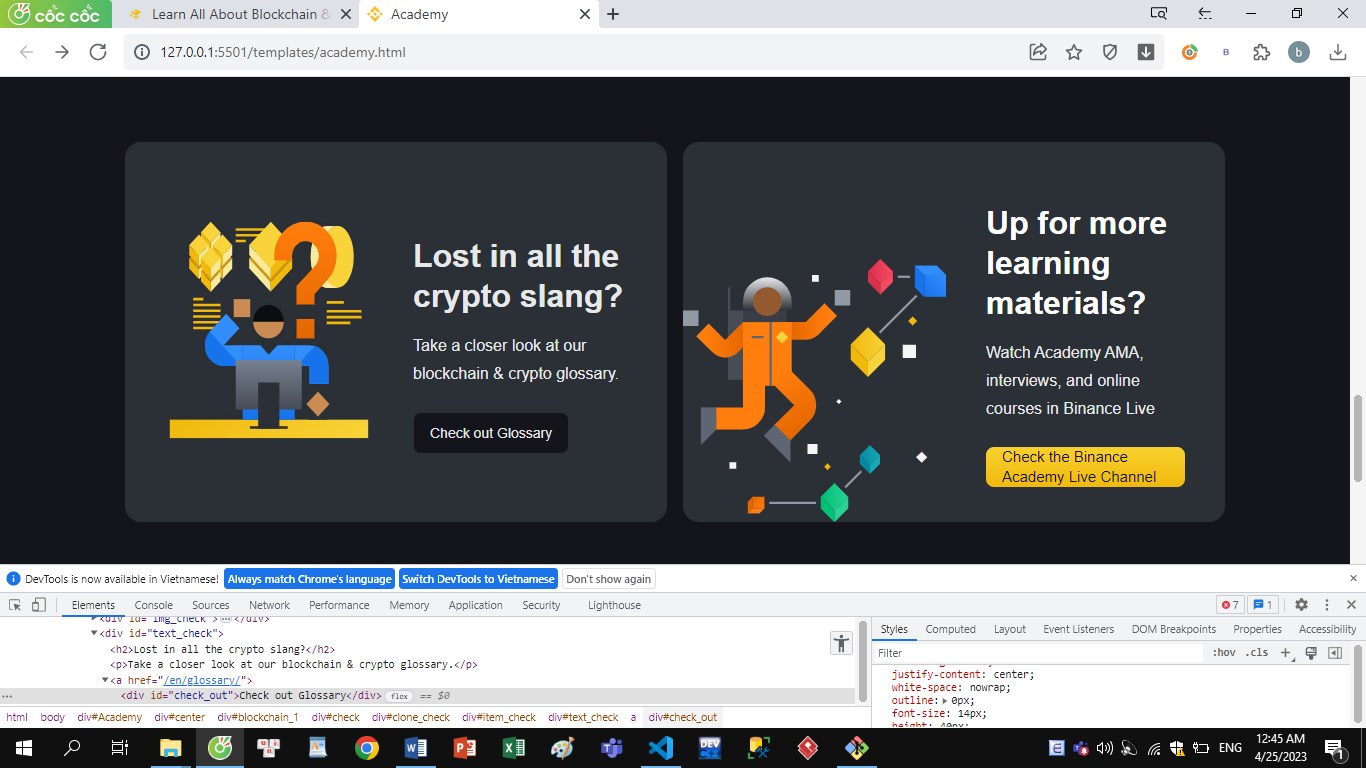 cốc cốc
Learn All About Blockchain &
Academy
127.0.0.1:5501/templates/academy.html
B
b
Lost in all the
crypto slang?
Take a closer look at our
blockchain & crypto glossary.
Check out Glossary
Up for more
learning
materials?
Watch Academy AMA,
interviews, and online
courses in Binance Live
Check the Binance
Academy Live Channel
DevTools is now available in Vietnamese!
Always match Chrome's language
Switch DevTools to Vietnamese
Don't show again
Elements
Console
Sources
Network
Performance
Memory
Application
Security
Lighthouse
7
1
<div id="img_check">…</div>
<div id="text_check">
<h2>Lost in all the crypto slang?</h2>
<p>Take a closer look at our blockchain & crypto glossary.</p>
<a href="/en/glossary/">
… <div id="check_out">Check out Glossary</div> flex == $0
html body div#Academy div#center div#blockchain_1 div#check div#clone_check div#item_check div#text_check a div#check_out
Styles
Computed
Layout
Event Listeners
DOM Breakpoints
Properties
Accessibility
Filter
:hov .cls
justify-content: center;
white-space: nowrap;
outline: 0px;
font-size: 14px;
height: 40px;
DEV
ENG
12:45 AM
4/25/2023
1